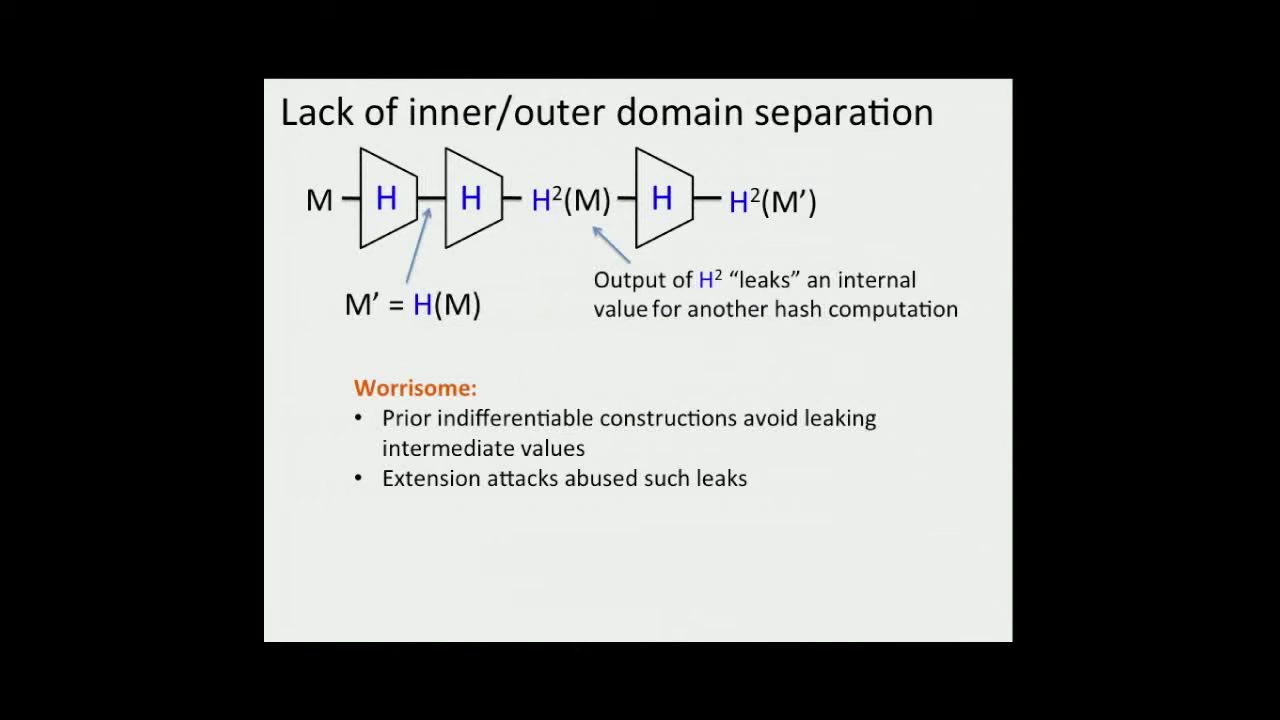 Lack of inner/outer domain separation
M H H H²(M) H H²(M′)
M′ = H(M)
Output of H² “leaks” an internal
value for another hash computation
Worrisome:
• Prior indifferentiable constructions avoid leaking
intermediate values
• Extension attacks abused such leaks